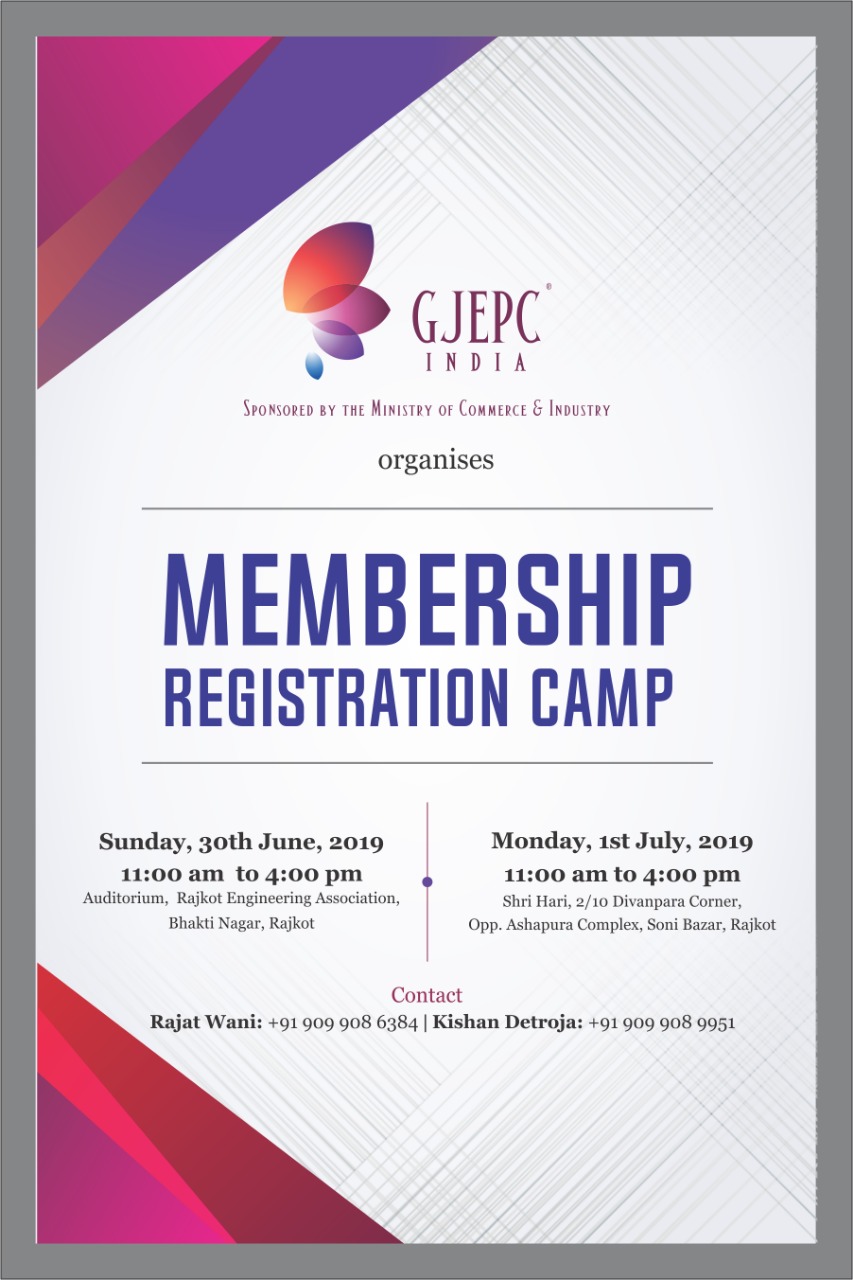 GJEPC®
INDIA
Sponsored by the Ministry of Commerce & Industry
organises
MEMBERSHIP
REGISTRATION CAMP
Sunday, 30th June, 2019
11:00 am to 4:00 pm
Auditorium, Rajkot Engineering Association,
Bhakti Nagar, Rajkot
Monday, 1st July, 2019
11:00 am to 4:00 pm
Shri Hari, 2/10 Divanpara Corner,
Opp. Ashapura Complex, Soni Bazar, Rajkot
Contact
Rajat Wani: +91 909 908 6384 | Kishan Detroja: +91 909 908 9951